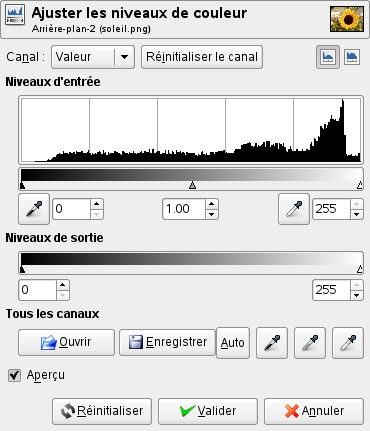 Ajuster les niveaux de couleur
Arrière-plan-2 (soleil.png)
Canal : Valeur Réinitialiser le canal
Niveaux d'entrée
0 1.00 255
Niveaux de sortie
0 255
Tous les canaux
Ouvrir Enregistrer Auto
Aperçu
Réinitialiser Valider Annuler